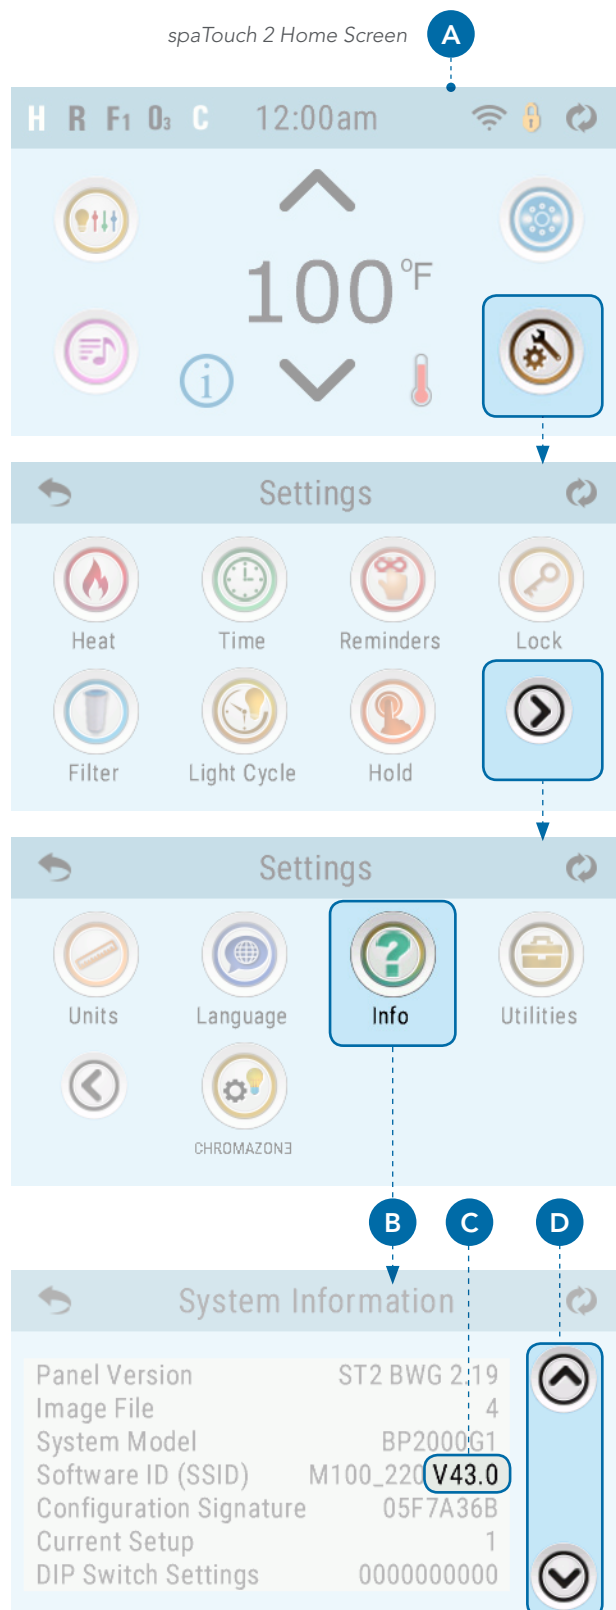 spaTouch 2 Home Screen A
H R F1 O3 C 12:00am
100°F
Settings
Heat Time Reminders Lock
Filter Light Cycle Hold
Settings
Units Language Info Utilities
CHROMAZONE
B C D
System Information
Panel Version ST2 BWG 2.19
Image File 4
System Model BP2000G1
Software ID (SSID) M100_220 V43.0
Configuration Signature 05F7A36B
Current Setup 1
DIP Switch Settings 0000000000